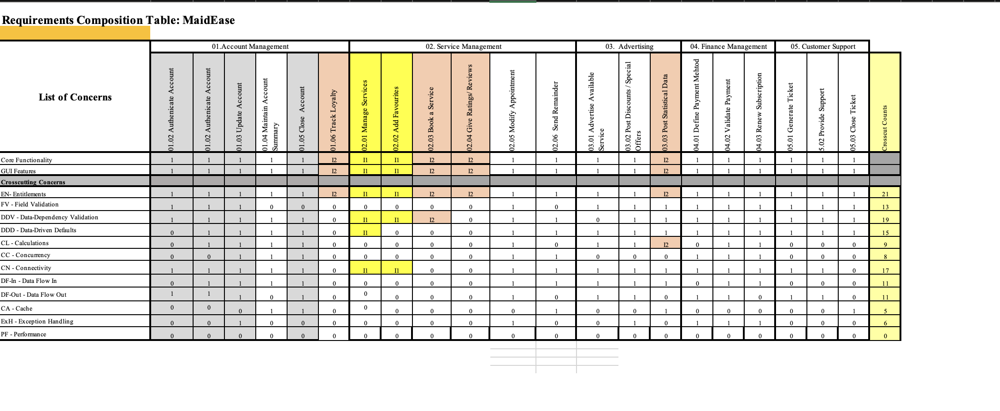 Requirements Composition Table: MaidEase
01.Account Management 02. Service Management 03. Advertising 04. Finance Management 05. Customer Support
List of Concerns
01.02 Authenicate Account
01.02 Authenicate Account
01.03 Update Account
01.04 Maintain Account
Summary
01.05 Close Account
01.06 Track Loyalty
02.01 Manage Services
02.02 Add Favourites
02.03 Book a Service
02.04 Give Ratings/ Reviews
02.05 Modify Appointment
02.06 Send Remainder
03.01 Advertise Available
Service
03.02 Post Discounts / Special
Offers
03.03 Post Statistical Data
04.01 Define Payment Mehtod
04.02 Validate Payment
04.03 Renew Subscription
05.01 Generate Ticket
5.02 Provide Support
05.03 Close Ticket
Crosscut Counts
Core Functionality 1 1 1 1 1 I2 I1 I1 I2 I2 1 1 1 1 I2 1 1 1 1 1 1
GUI Features 1 1 1 1 1 I2 I1 I1 I2 I2 1 1 1 1 I2 1 1 1 1 1 1
Crosscutting Concerns
EN- Entitlements 1 1 1 1 1 I2 I1 I1 I2 I2 1 1 1 1 I2 1 1 1 1 1 1 21
FV - Field Validation 1 1 1 0 0 0 0 0 0 0 1 0 1 1 1 1 1 1 1 1 1 13
DDV - Data-Dependency Validation 1 1 1 1 1 0 I1 I1 I2 0 1 1 0 1 1 1 1 1 1 1 1 19
DDD - Data-Driven Defaults 0 1 1 1 1 0 I1 0 0 0 1 1 1 1 1 1 1 1 1 1 1 15
CL - Calculations 0 1 1 1 1 0 0 0 0 0 1 0 1 1 I2 0 1 1 0 0 0 9
CC - Concurrency 0 0 1 1 1 0 0 0 0 0 1 1 0 0 0 1 1 1 0 0 0 8
CN - Connectivity 1 1 1 1 1 0 I1 I1 0 0 1 1 1 1 1 1 1 1 1 1 0 17
DF-In - Data Flow In 0 1 1 1 1 0 0 0 0 0 1 1 1 1 1 0 1 1 0 0 0 11
DF-Out - Data Flow Out 1 1 1 0 1 0 0 0 0 0 1 0 1 1 0 1 1 0 1 1 0 11
CA - Cache 0 0 0 1 1 0 0 0 0 0 0 1 0 0 1 0 0 0 0 0 1 5
ExH - Exception Handling 0 0 1 0 0 0 0 0 0 0 1 0 0 1 0 1 1 1 0 0 0 6
PF - Performance 0 0 0 0 0 0 0 0 0 0 0 0 0 0 0 0 0 0 0 0 0 0